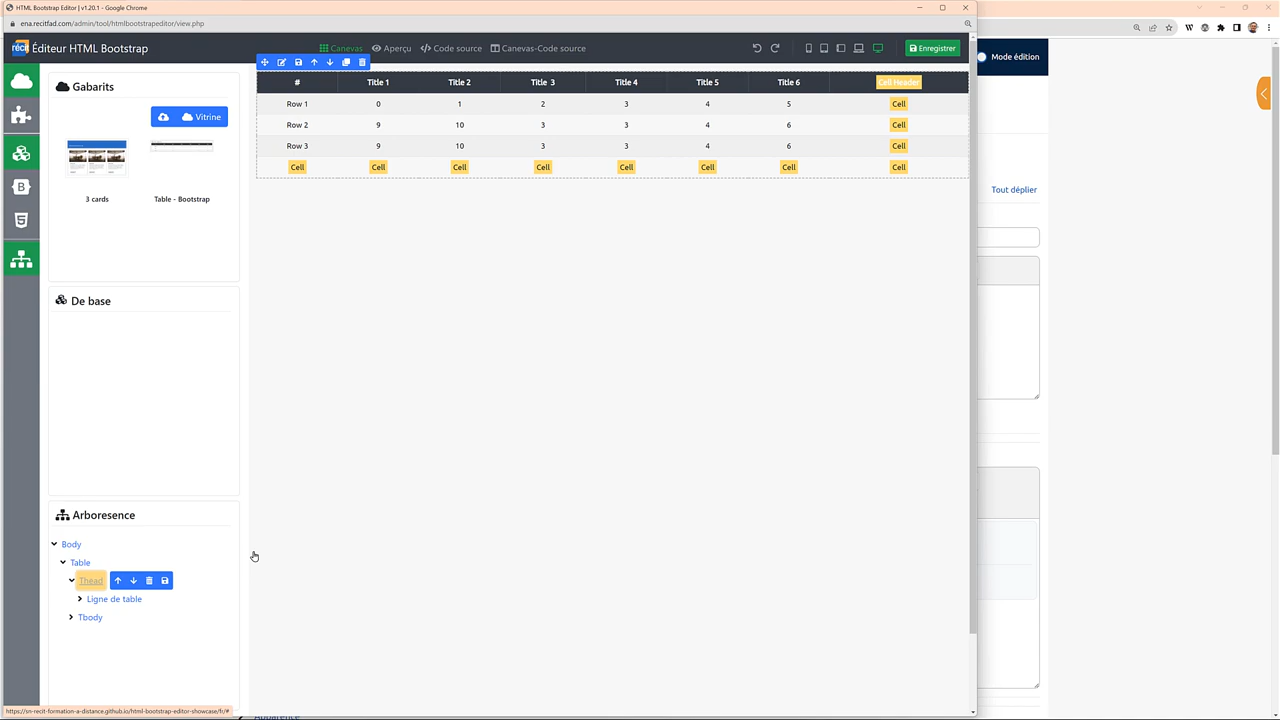 HTML Bootstrap Editor | v1.20.1 - Google Chrome
ena.recitfad.com/admin/tool/htmlbootstrapeditor/view.php
récit Éditeur HTML Bootstrap
Canevas Aperçu Code source Canevas-Code source
Enregistrer
Mode édition
Gabarits
Vitrine
3 cards
Table - Bootstrap
# Title 1 Title 2 Title 3 Title 4 Title 5 Title 6 Cell Header
Row 1 0 1 2 3 4 5 Cell
Row 2 9 10 3 3 4 6 Cell
Row 3 9 10 3 3 4 6 Cell
Cell Cell Cell Cell Cell Cell Cell Cell
Tout déplier
De base
Arboresence
Body
Table
Thead
Ligne de table
Tbody
https://sn-recit-formation-a-distance.github.io/html-bootstrap-editor-showcase/fr/#
Apparence